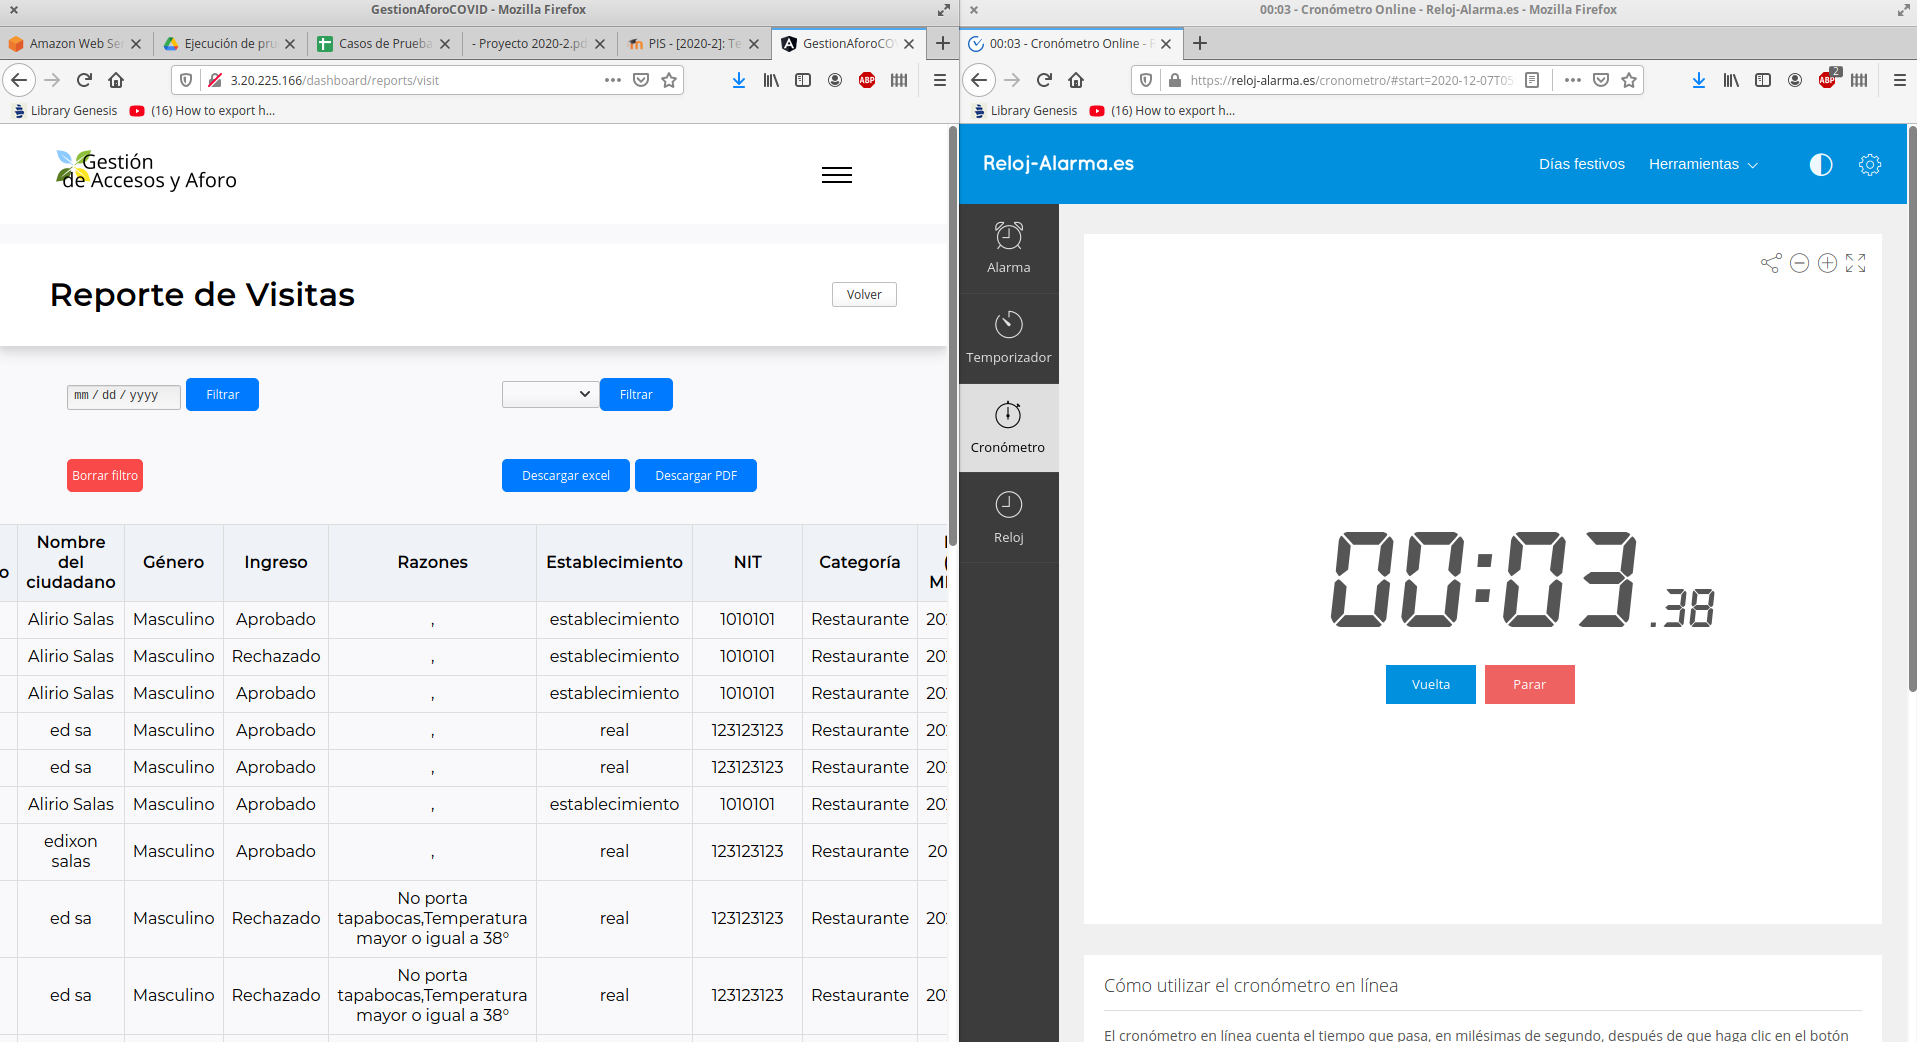 GestionAforoCOVID - Mozilla Firefox
Amazon Web Se
Ejecución de pru
Casos de Prueba
- Proyecto 2020-2.pd
PIS - [2020-2]: Te
GestionAforoCO
3.20.225.166/dashboard/reports/visit
ABP
Library Genesis
(16) How to export h...
Gestión
de Accesos y Aforo
Reporte de Visitas
Volver
mm / dd / yyyy
Filtrar
Filtrar
Borrar filtro
Descargar excel
Descargar PDF
o Nombre del ciudadano Género Ingreso Razones Establecimiento NIT Categoría
Alirio Salas Masculino Aprobado , establecimiento 1010101 Restaurante 20
Alirio Salas Masculino Rechazado , establecimiento 1010101 Restaurante 20
Alirio Salas Masculino Aprobado , establecimiento 1010101 Restaurante 20
ed sa Masculino Aprobado , real 123123123 Restaurante 20
ed sa Masculino Aprobado , real 123123123 Restaurante 20
Alirio Salas Masculino Aprobado , establecimiento 1010101 Restaurante 20
edixon salas Masculino Aprobado , real 123123123 Restaurante 20
ed sa Masculino Rechazado No porta tapabocas,Temperatura mayor o igual a 38° real 123123123 Restaurante 20
ed sa Masculino Rechazado No porta tapabocas,Temperatura mayor o igual a 38° real 123123123 Restaurante 20
00:03 - Cronómetro Online - Reloj-Alarma.es - Mozilla Firefox
00:03 - Cronómetro Online - R
https://reloj-alarma.es/cronometro/#start=2020-12-07T05
ABP
2
Library Genesis
(16) How to export h...
Reloj-Alarma.es
Días festivos
Herramientas
Alarma
Temporizador
Cronómetro
Reloj
00:03.38
Vuelta
Parar
Cómo utilizar el cronómetro en línea
El cronómetro en línea cuenta el tiempo que pasa, en milésimas de segundo, después de que haga clic en el botón